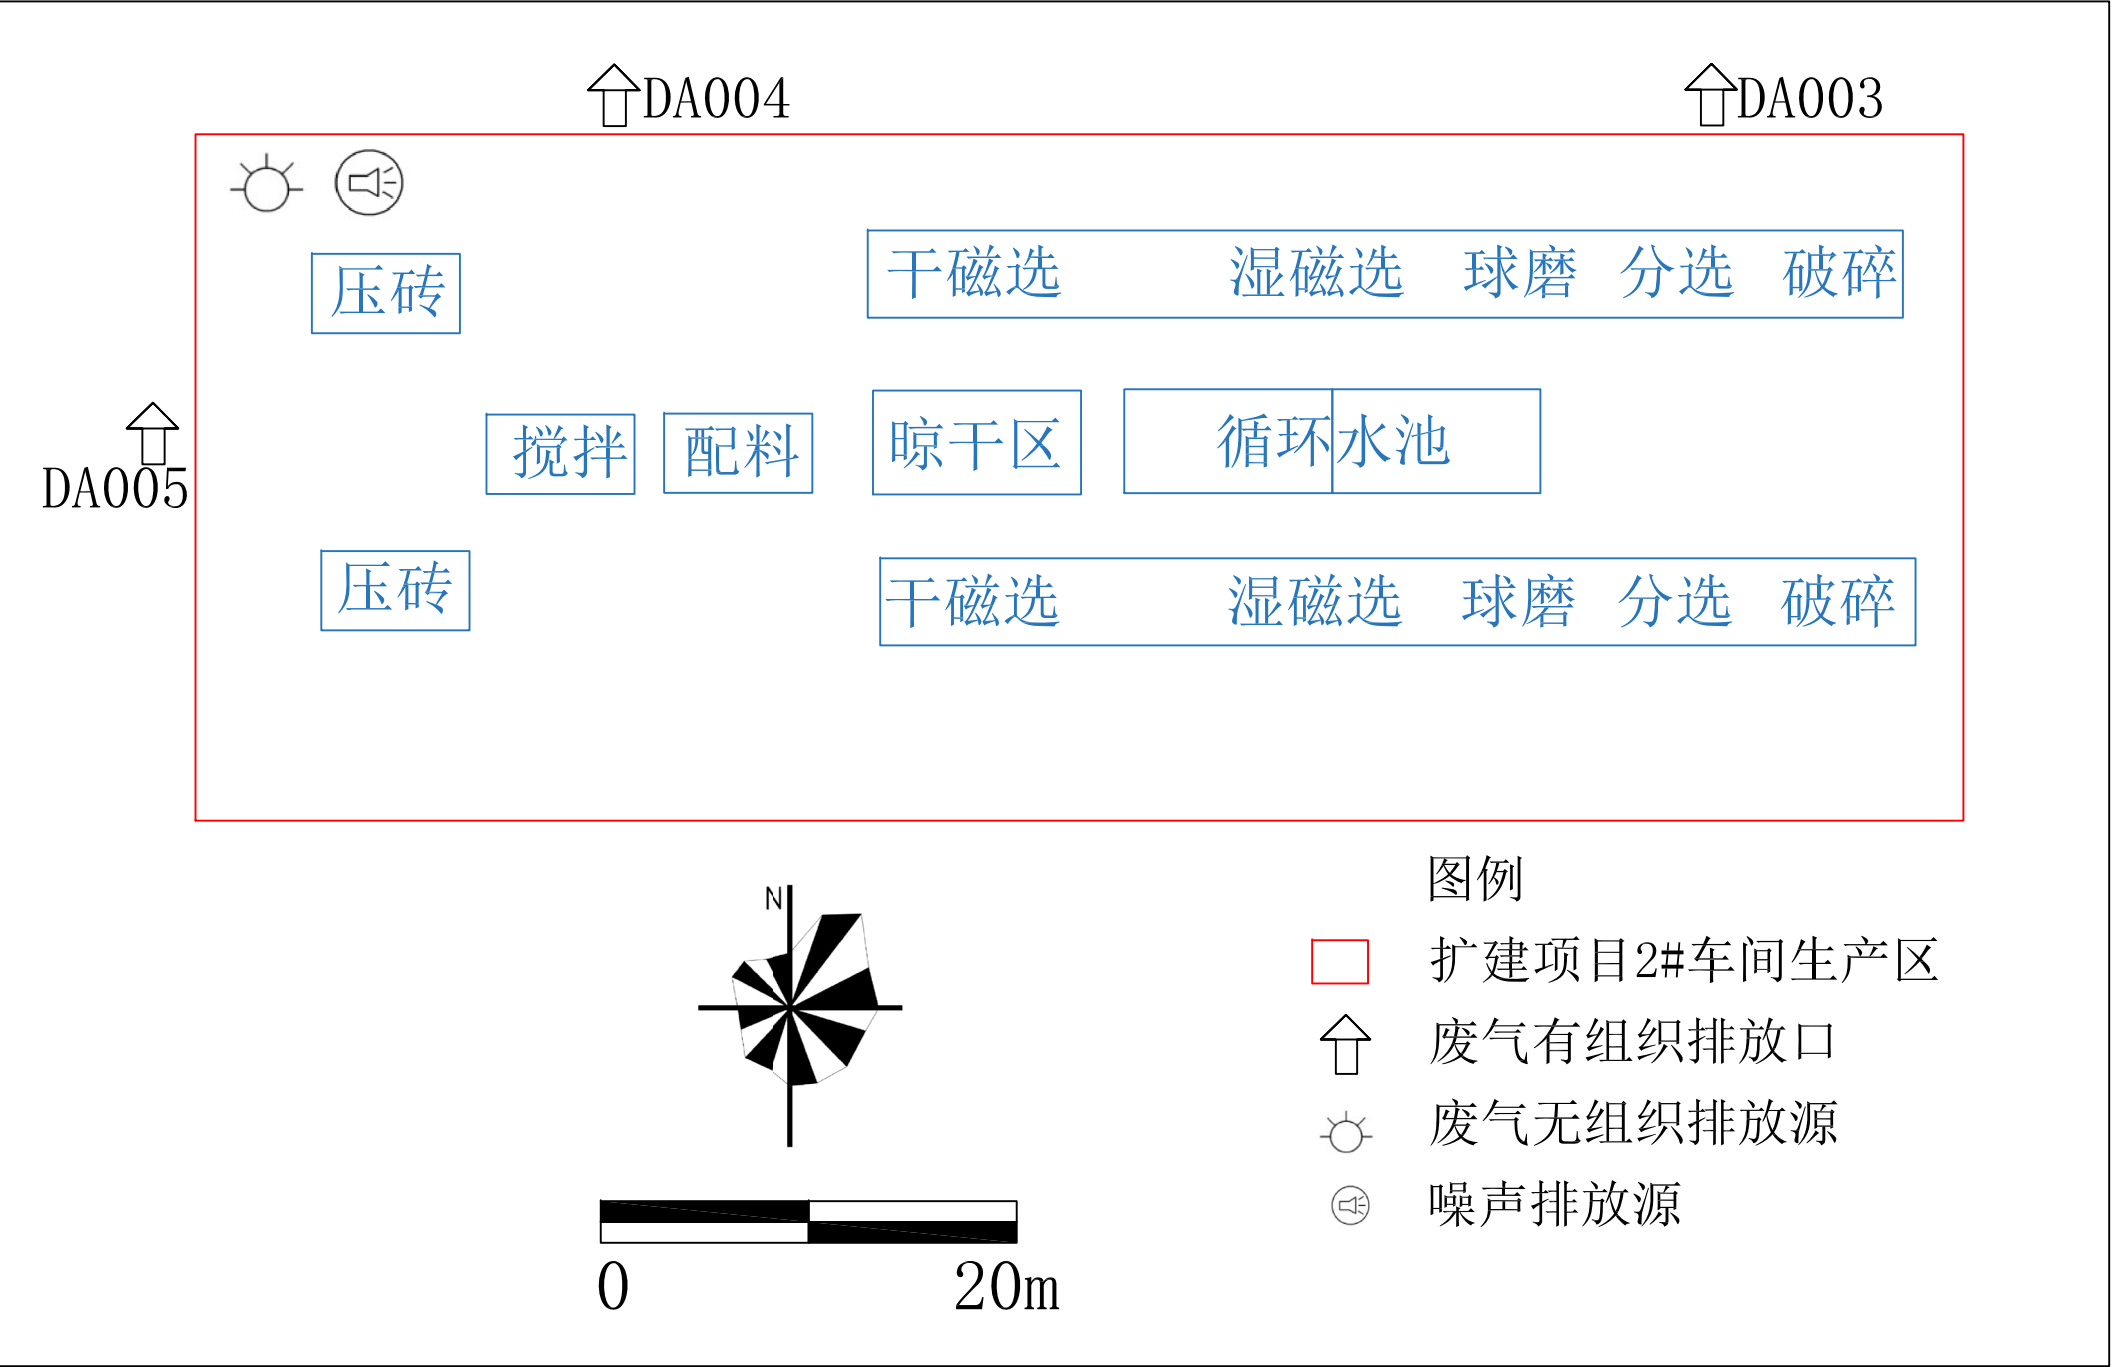 DA004 DA003
压砖 干磁选 湿磁选 球磨 分选 破碎
DA005 搅拌 配料 晾干区 循环水池
压砖 干磁选 湿磁选 球磨 分选 破碎
图例
N
扩建项目2#车间生产区
废气有组织排放口
废气无组织排放源
噪声排放源
0 20m